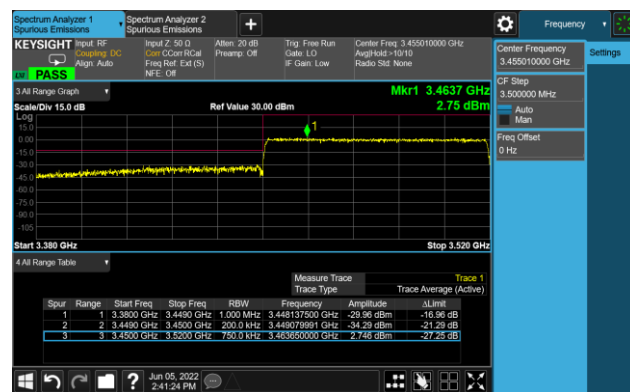 Spectrum Analyzer 1
Spurious Emissions
Spectrum Analyzer 2
Spurious Emissions
Frequency
KEYSIGHT
Input: RF
Coupling: DC
Align: Auto
Input Z: 50 Ω
Corr CCorr RCal
Freq Ref: Ext (S)
NFE: Off
Atten: 20 dB
Preamp: Off
Trig: Free Run
Gate: LO
IF Gain: Low
Center Freq: 3.455010000 GHz
Avg|Hold:>10/10
Radio Std: None
PASS
Center Frequency
3.455010000 GHz
Settings
CF Step
3.500000 MHz
Auto
Man
Freq Offset
0 Hz
3 All Range Graph
Mkr1 3.4637 GHz
Scale/Div 15.0 dB
Ref Value 30.00 dBm
2.75 dBm
Log
15.0
0.00
-15.0
-30.0
-45.0
-60.0
-75.0
-90.0
-105
1
Start 3.380 GHz
Stop 3.520 GHz
4 All Range Table
Measure Trace Trace 1
Trace Type Trace Average (Active)
Spur Range Start Freq Stop Freq RBW Frequency Amplitude ΔLimit
1 1 3.3800 GHz 3.4490 GHz 1.000 MHz 3.448137500 GHz -29.96 dBm -16.96 dB
2 2 3.4490 GHz 3.4500 GHz 200.0 kHz 3.449079991 GHz -34.29 dBm -21.29 dB
3 3 3.4500 GHz 3.5200 GHz 750.0 kHz 3.463650000 GHz 2.746 dBm -27.25 dB
Jun 05, 2022
2:41:24 PM